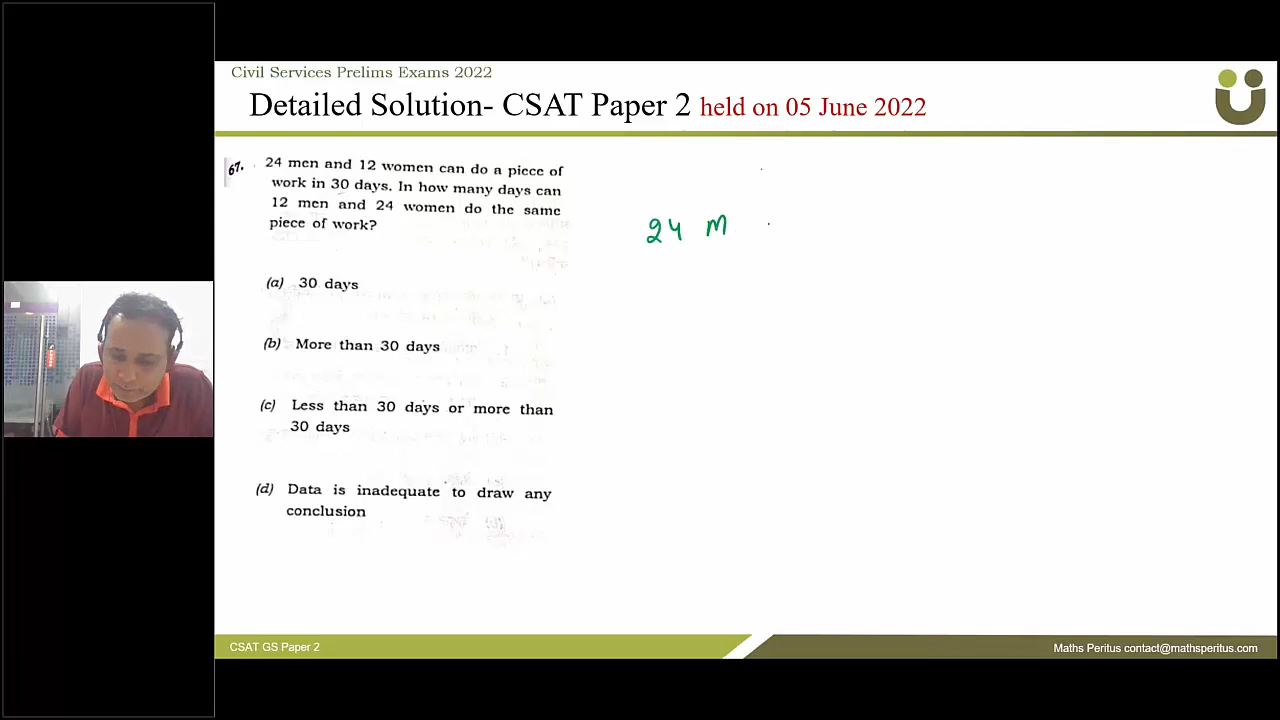 Civil Services Prelims Exams 2022
Detailed Solution- CSAT Paper 2 held on 05 June 2022
67.
24 men and 12 women can do a piece of
work in 30 days. In how many days can
12 men and 24 women do the same
piece of work?
24 M
(a) 30 days
(b) More than 30 days
(c) Less than 30 days or more than
30 days
(d) Data is inadequate to draw any
conclusion
CSAT GS Paper 2
Maths Peritus contact@mathsperitus.com